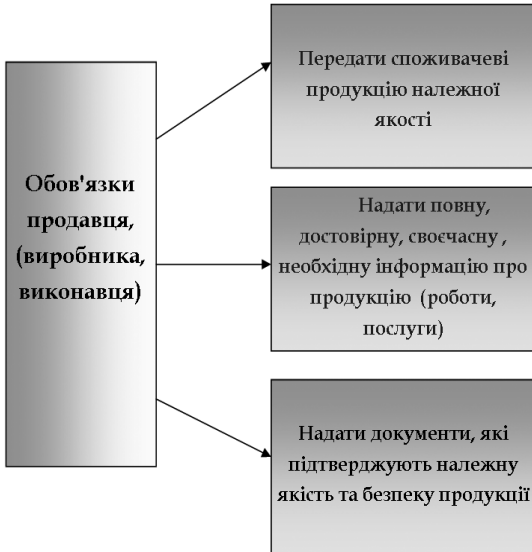 Обов'язки
продавця,
(виробника,
виконавця)
Передати споживачеві
продукцію належної
якості
Надати повну,
достовірну, своєчасну ,
необхідну інформацію про
продукцію (роботи,
послуги)
Надати документи, які
підтверджують належну
якість та безпеку продукції